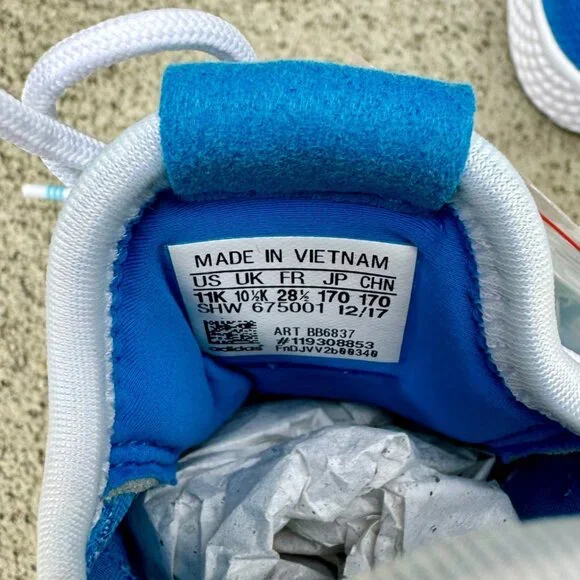 MADE IN VIETNAM
US UK FR JP CHN
11K 10½K 28½ 170 170
SHW 675001 12/17
ART BB6837
#119308853
adidas FnDJVV2b00340